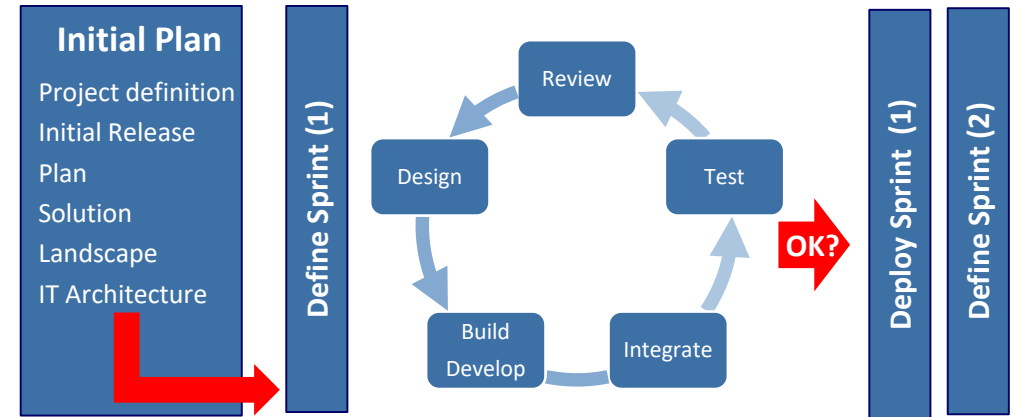 Initial Plan
Project definition
Initial Release
Plan
Solution
Landscape
IT Architecture
Define Sprint (1)
Review
Design
Test
Build
Develop
Integrate
OK?
Deploy Sprint (1)
Define Sprint (2)